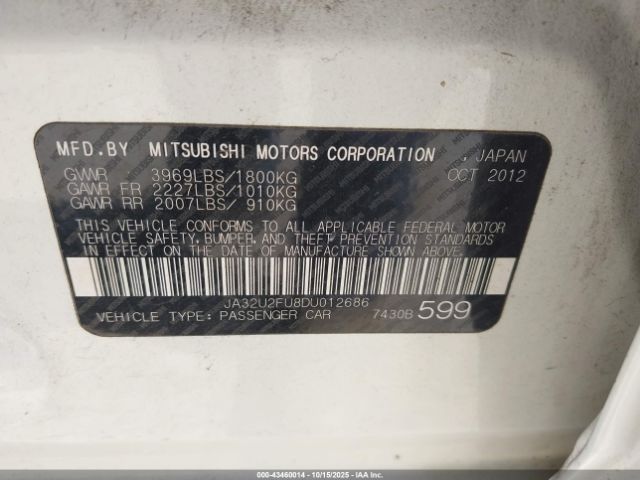 MFD.BY MITSUBISHI MOTORS CORPORATION , JAPAN
GVWR 3969LBS/1800KG OCT 2012
GAWR FR 2227LBS/1010KG
GAWR RR 2007LBS/ 910KG
THIS VEHICLE CONFORMS TO ALL APPLICABLE FEDERAL MOTOR
VEHICLE SAFETY, BUMPER, AND THEFT PREVENTION STANDARDS
IN EFFECT ON THE DATE OF MANUFACTURE SHOWN ABOVE.
JA32U2FU8DU012686
VEHICLE TYPE: PASSENGER CAR 7430B 599
000-43460014 - 10/15/2025 - IAAI.com